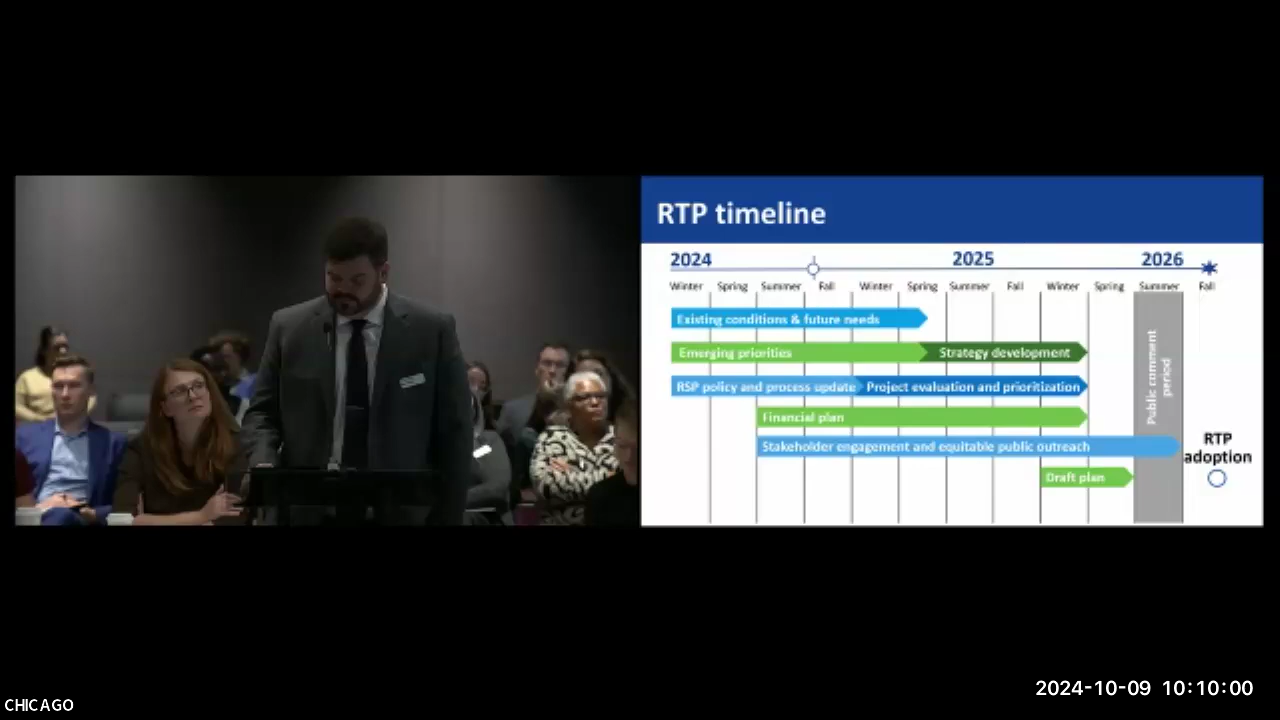 RTP timeline
2024 2025 2026
Winter Spring Summer Fall Winter Spring Summer Fall Winter Spring Summer Fall
Existing conditions & future needs
Emerging priorities Strategy development
RSP policy and process update Project evaluation and prioritization
Financial plan
Stakeholder engagement and equitable public outreach
Draft plan
Public comment
period
RTP
adoption
2024-10-09 10:10:00
CHICAGO